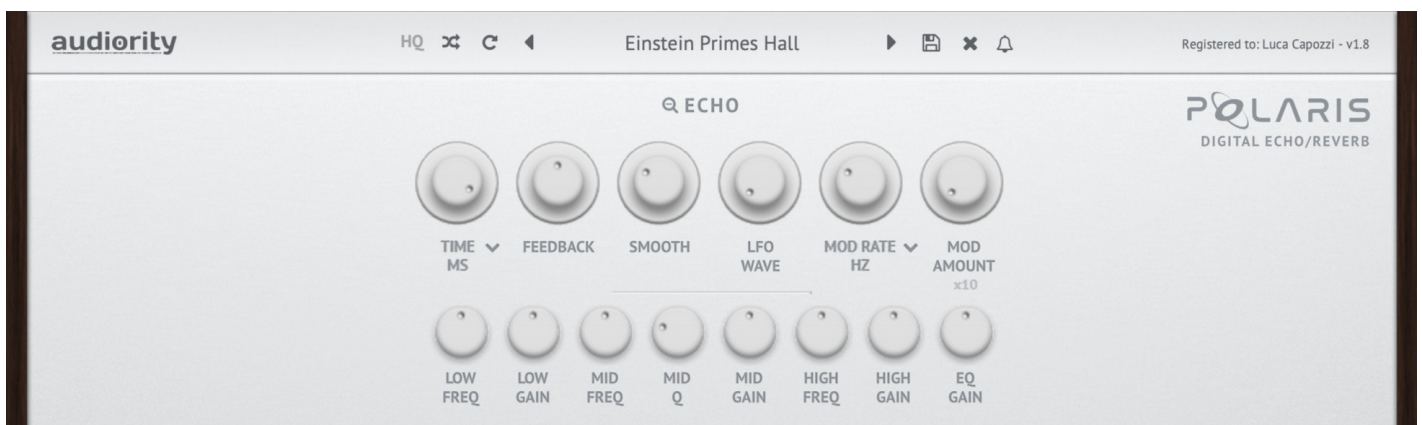 audiority
HQ
Einstein Primes Hall
Registered to: Luca Capozzi - v1.8
ECHO
POLARIS
DIGITAL ECHO/REVERB
TIME
MS
FEEDBACK
SMOOTH
LFO
WAVE
MOD RATE
HZ
MOD
AMOUNT
x10
LOW
FREQ
LOW
GAIN
MID
FREQ
MID
Q
MID
GAIN
HIGH
FREQ
HIGH
GAIN
EQ
GAIN